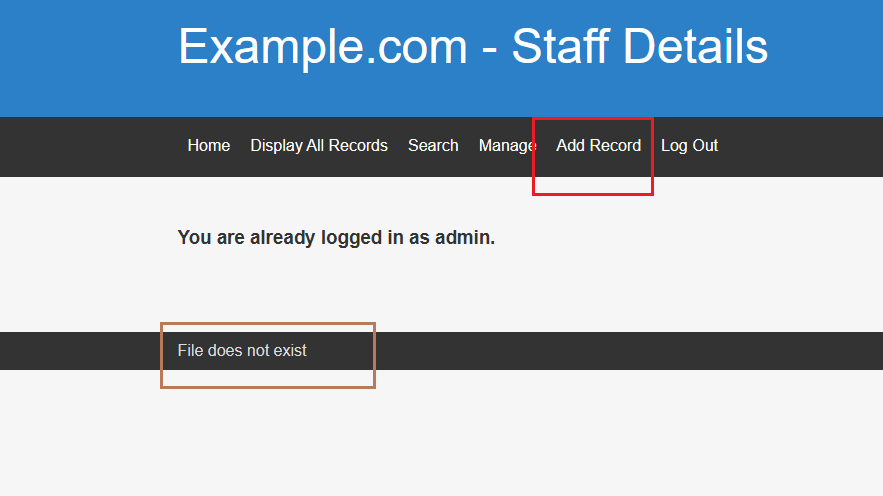 Example.com - Staff Details
Home Display All Records Search Manage Add Record Log Out
You are already logged in as admin.
File does not exist